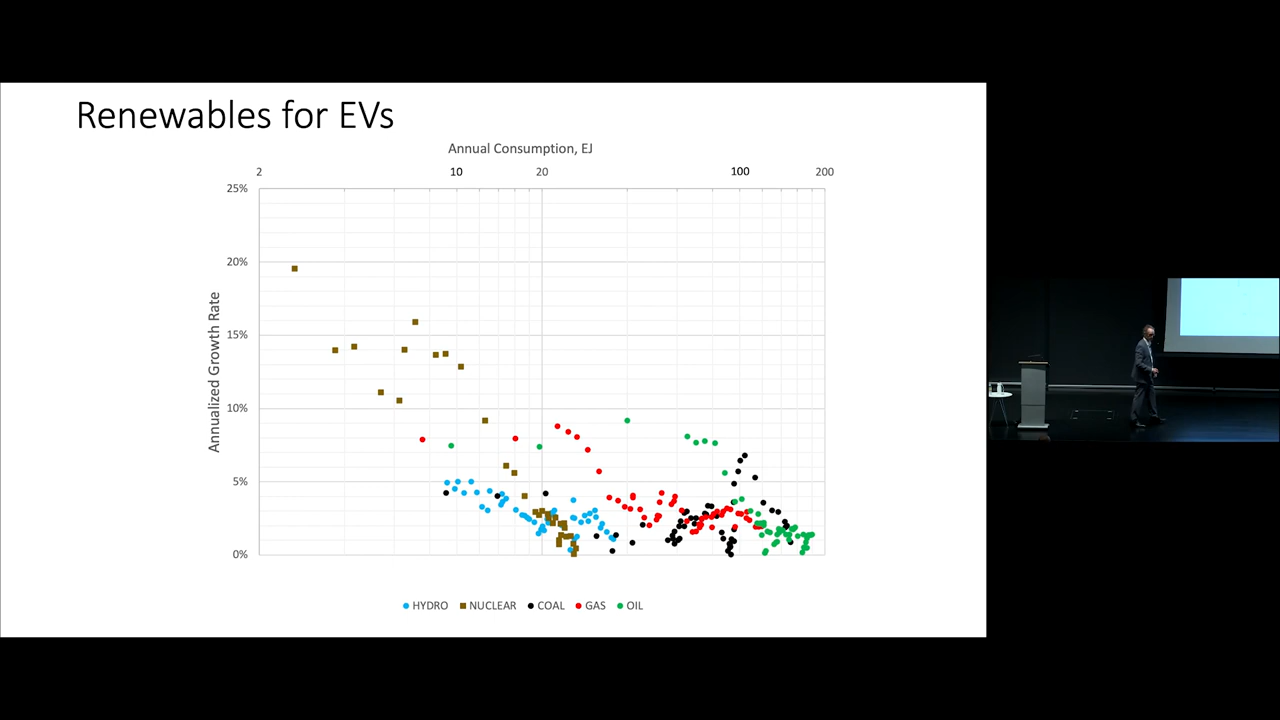 Renewables for EVs
Annual Consumption, EJ
2 10 20 100 200
25%
20%
15%
10%
5%
0%
Annualized Growth Rate
HYDRO NUCLEAR COAL GAS OIL